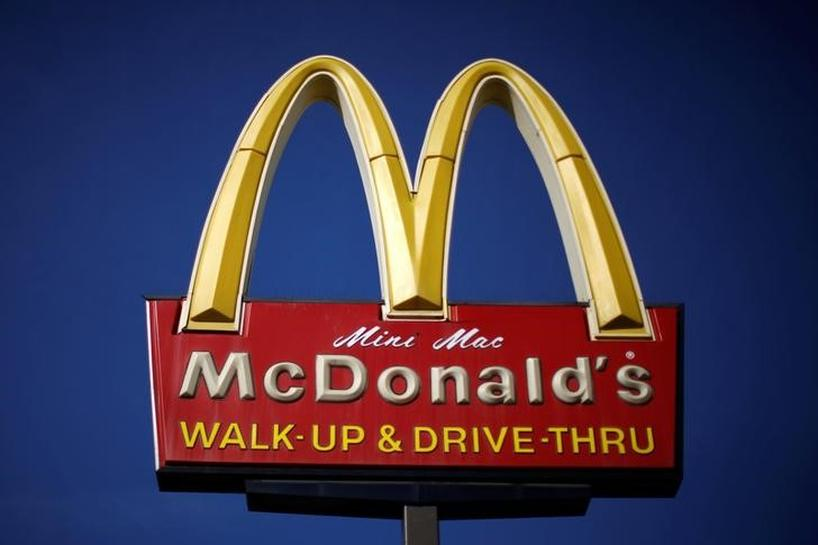 Mini Mac
McDonald's®
WALK-UP & DRIVE-THRU